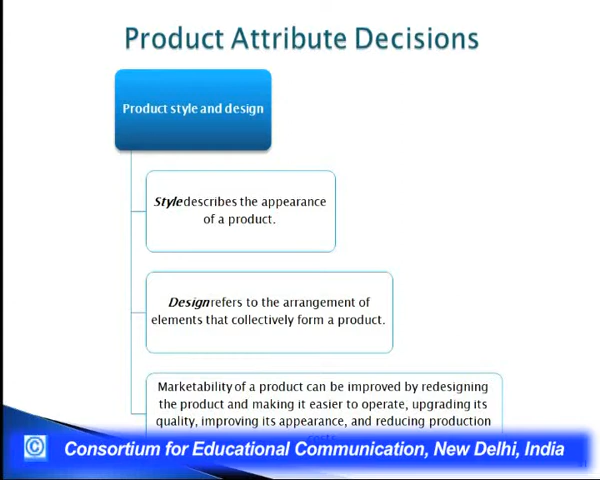 Product Attribute Decisions
Product style and design
Style describes the appearance
of a product.
Design refers to the arrangement of
elements that collectively form a product.
Marketability of a product can be improved by redesigning
the product and making it easier to operate, upgrading its
quality, improving its appearance, and reducing production
© Consortium for Educational Communication, New Delhi, India